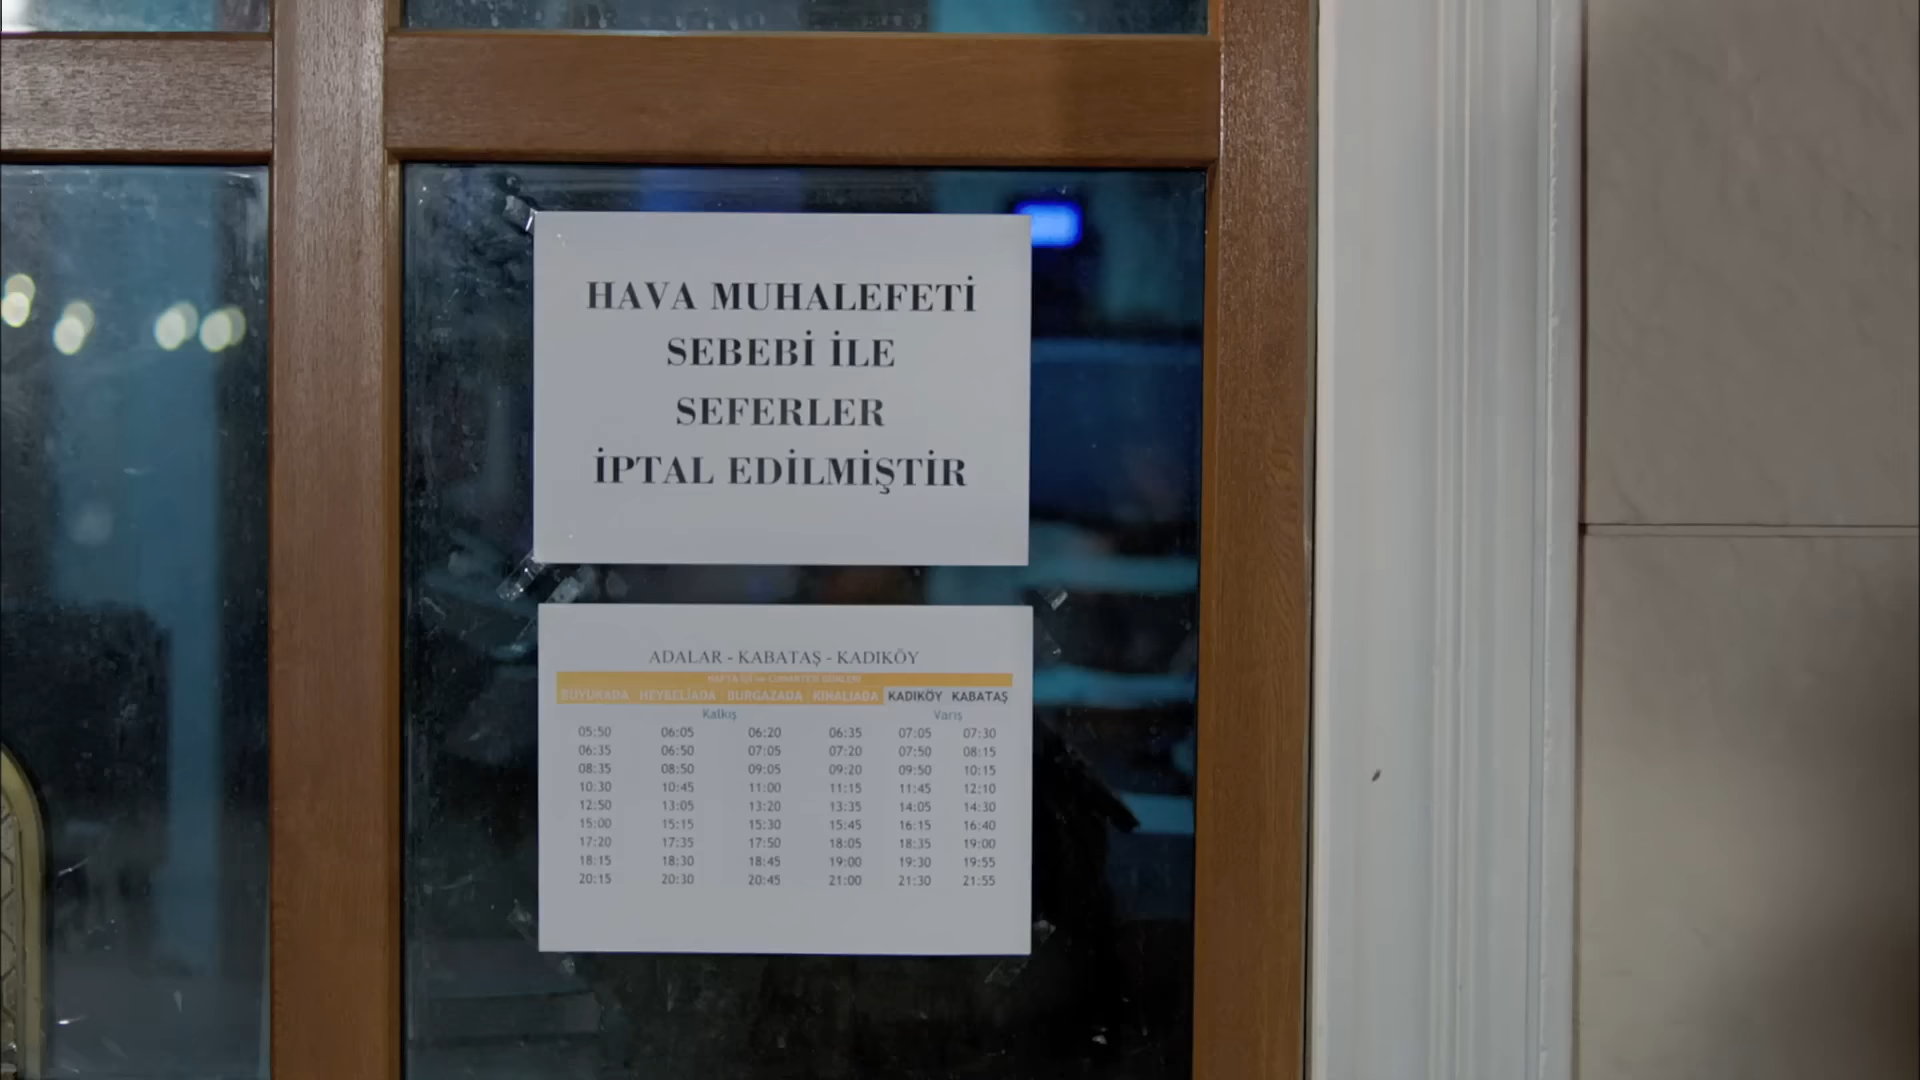 HAVA MUHALEFETİ
SEBEBİ İLE
SEFERLER
İPTAL EDİLMİŞTİR
ADALAR - KABATAŞ - KADIKÖY
HAFTA İÇİ ve CUMARTESİ GÜNLERİ
BÜYÜKADA HEYBELİADA BURGAZADA KINALIADA KADIKÖY KABATAŞ
Kalkış Varış
05:50 06:05 06:20 06:35 07:05 07:30
06:35 06:50 07:05 07:20 07:50 08:15
08:35 08:50 09:05 09:20 09:50 10:15
10:30 10:45 11:00 11:15 11:45 12:10
12:50 13:05 13:20 13:35 14:05 14:30
15:00 15:15 15:30 15:45 16:15 16:40
17:20 17:35 17:50 18:05 18:35 19:00
18:15 18:30 18:45 19:00 19:30 19:55
20:15 20:30 20:45 21:00 21:30 21:55